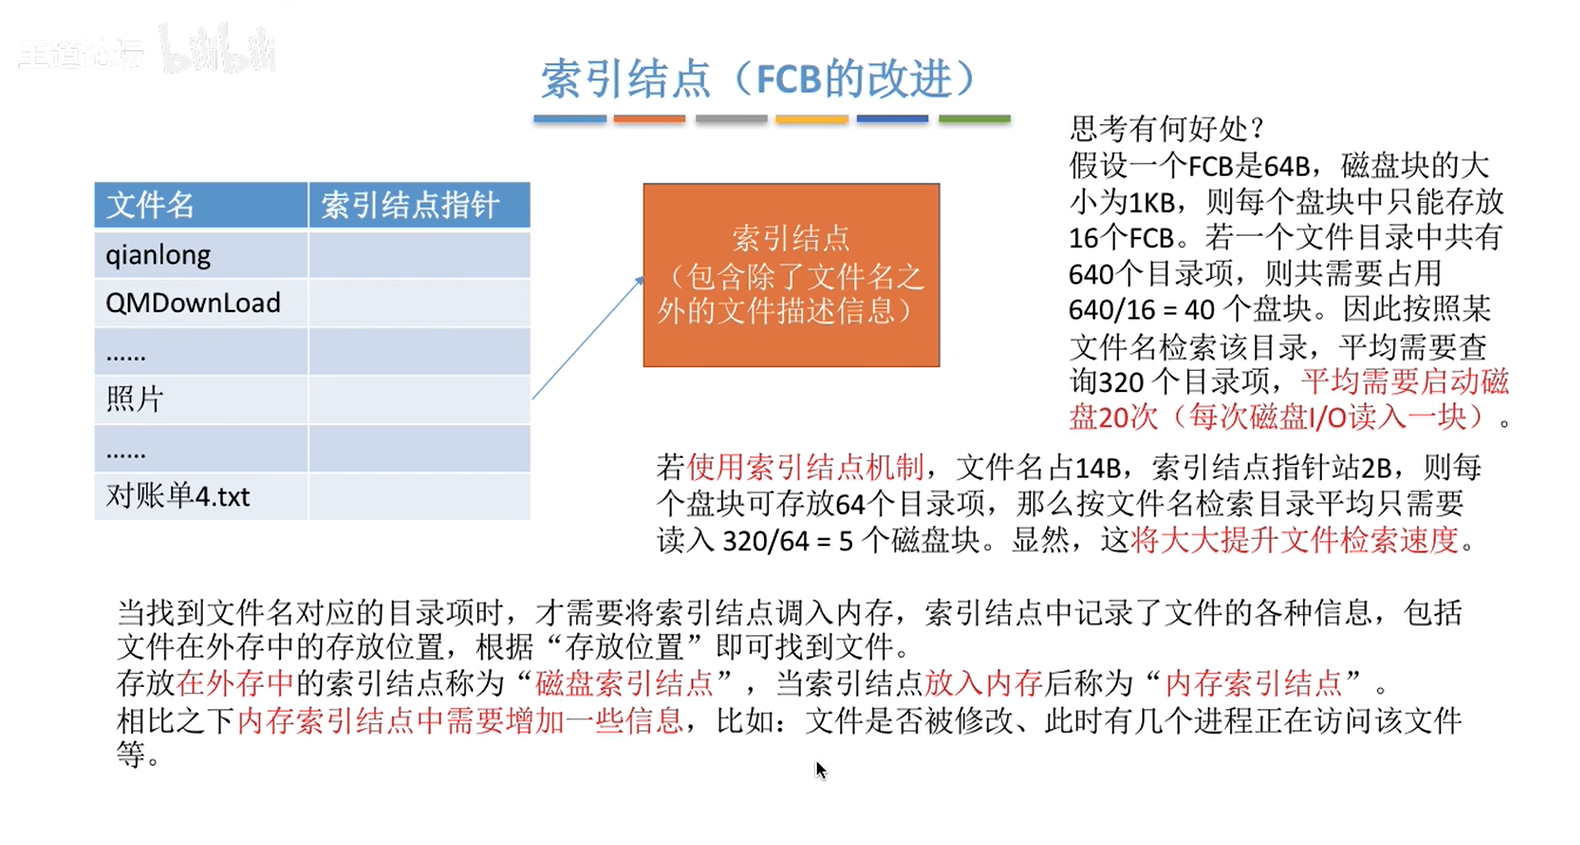 王道论坛 bilibili
索引结点（FCB的改进）
文件名 索引结点指针
qianlong
QMDownLoad
……
照片
……
对账单4.txt
索引结点
（包含除了文件名之
外的文件描述信息）
思考有何好处？
假设一个FCB是64B，磁盘块的大
小为1KB，则每个盘块中只能存放
16个FCB。若一个文件目录中共有
640个目录项，则共需要占用
640/16 = 40 个盘块。因此按照某
文件名检索该目录，平均需要查
询320 个目录项，平均需要启动磁
盘20次（每次磁盘I/O读入一块）。
若使用索引结点机制，文件名占14B，索引结点指针站2B，则每
个盘块可存放64个目录项，那么按文件名检索目录平均只需要
读入 320/64 = 5 个磁盘块。显然，这将大大提升文件检索速度。
当找到文件名对应的目录项时，才需要将索引结点调入内存，索引结点中记录了文件的各种信息，包括
文件在外存中的存放位置，根据“存放位置”即可找到文件。
存放在外存中的索引结点称为“磁盘索引结点”，当索引结点放入内存后称为“内存索引结点”。
相比之下内存索引结点中需要增加一些信息，比如：文件是否被修改、此时有几个进程正在访问该文件
等。